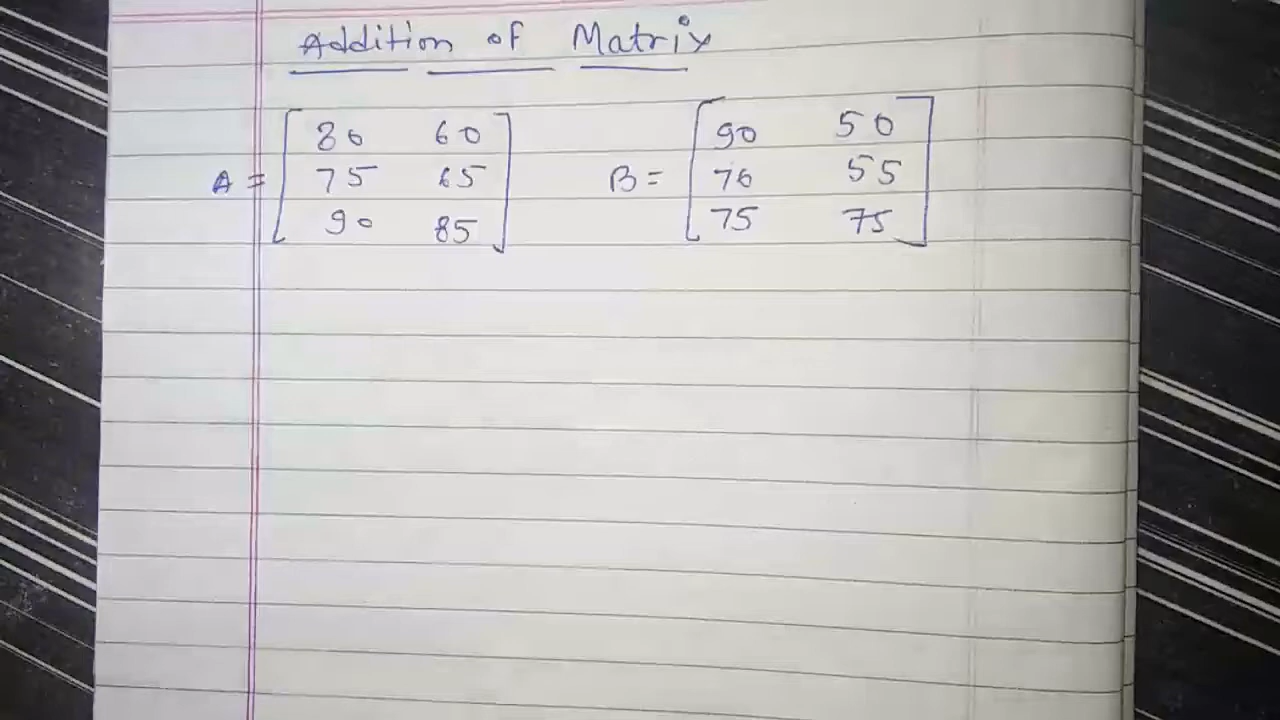 Addition of Matrix
A = [ 80 60 ] B = [ 90 50 ]
75 65 70 55
90 85 75 75